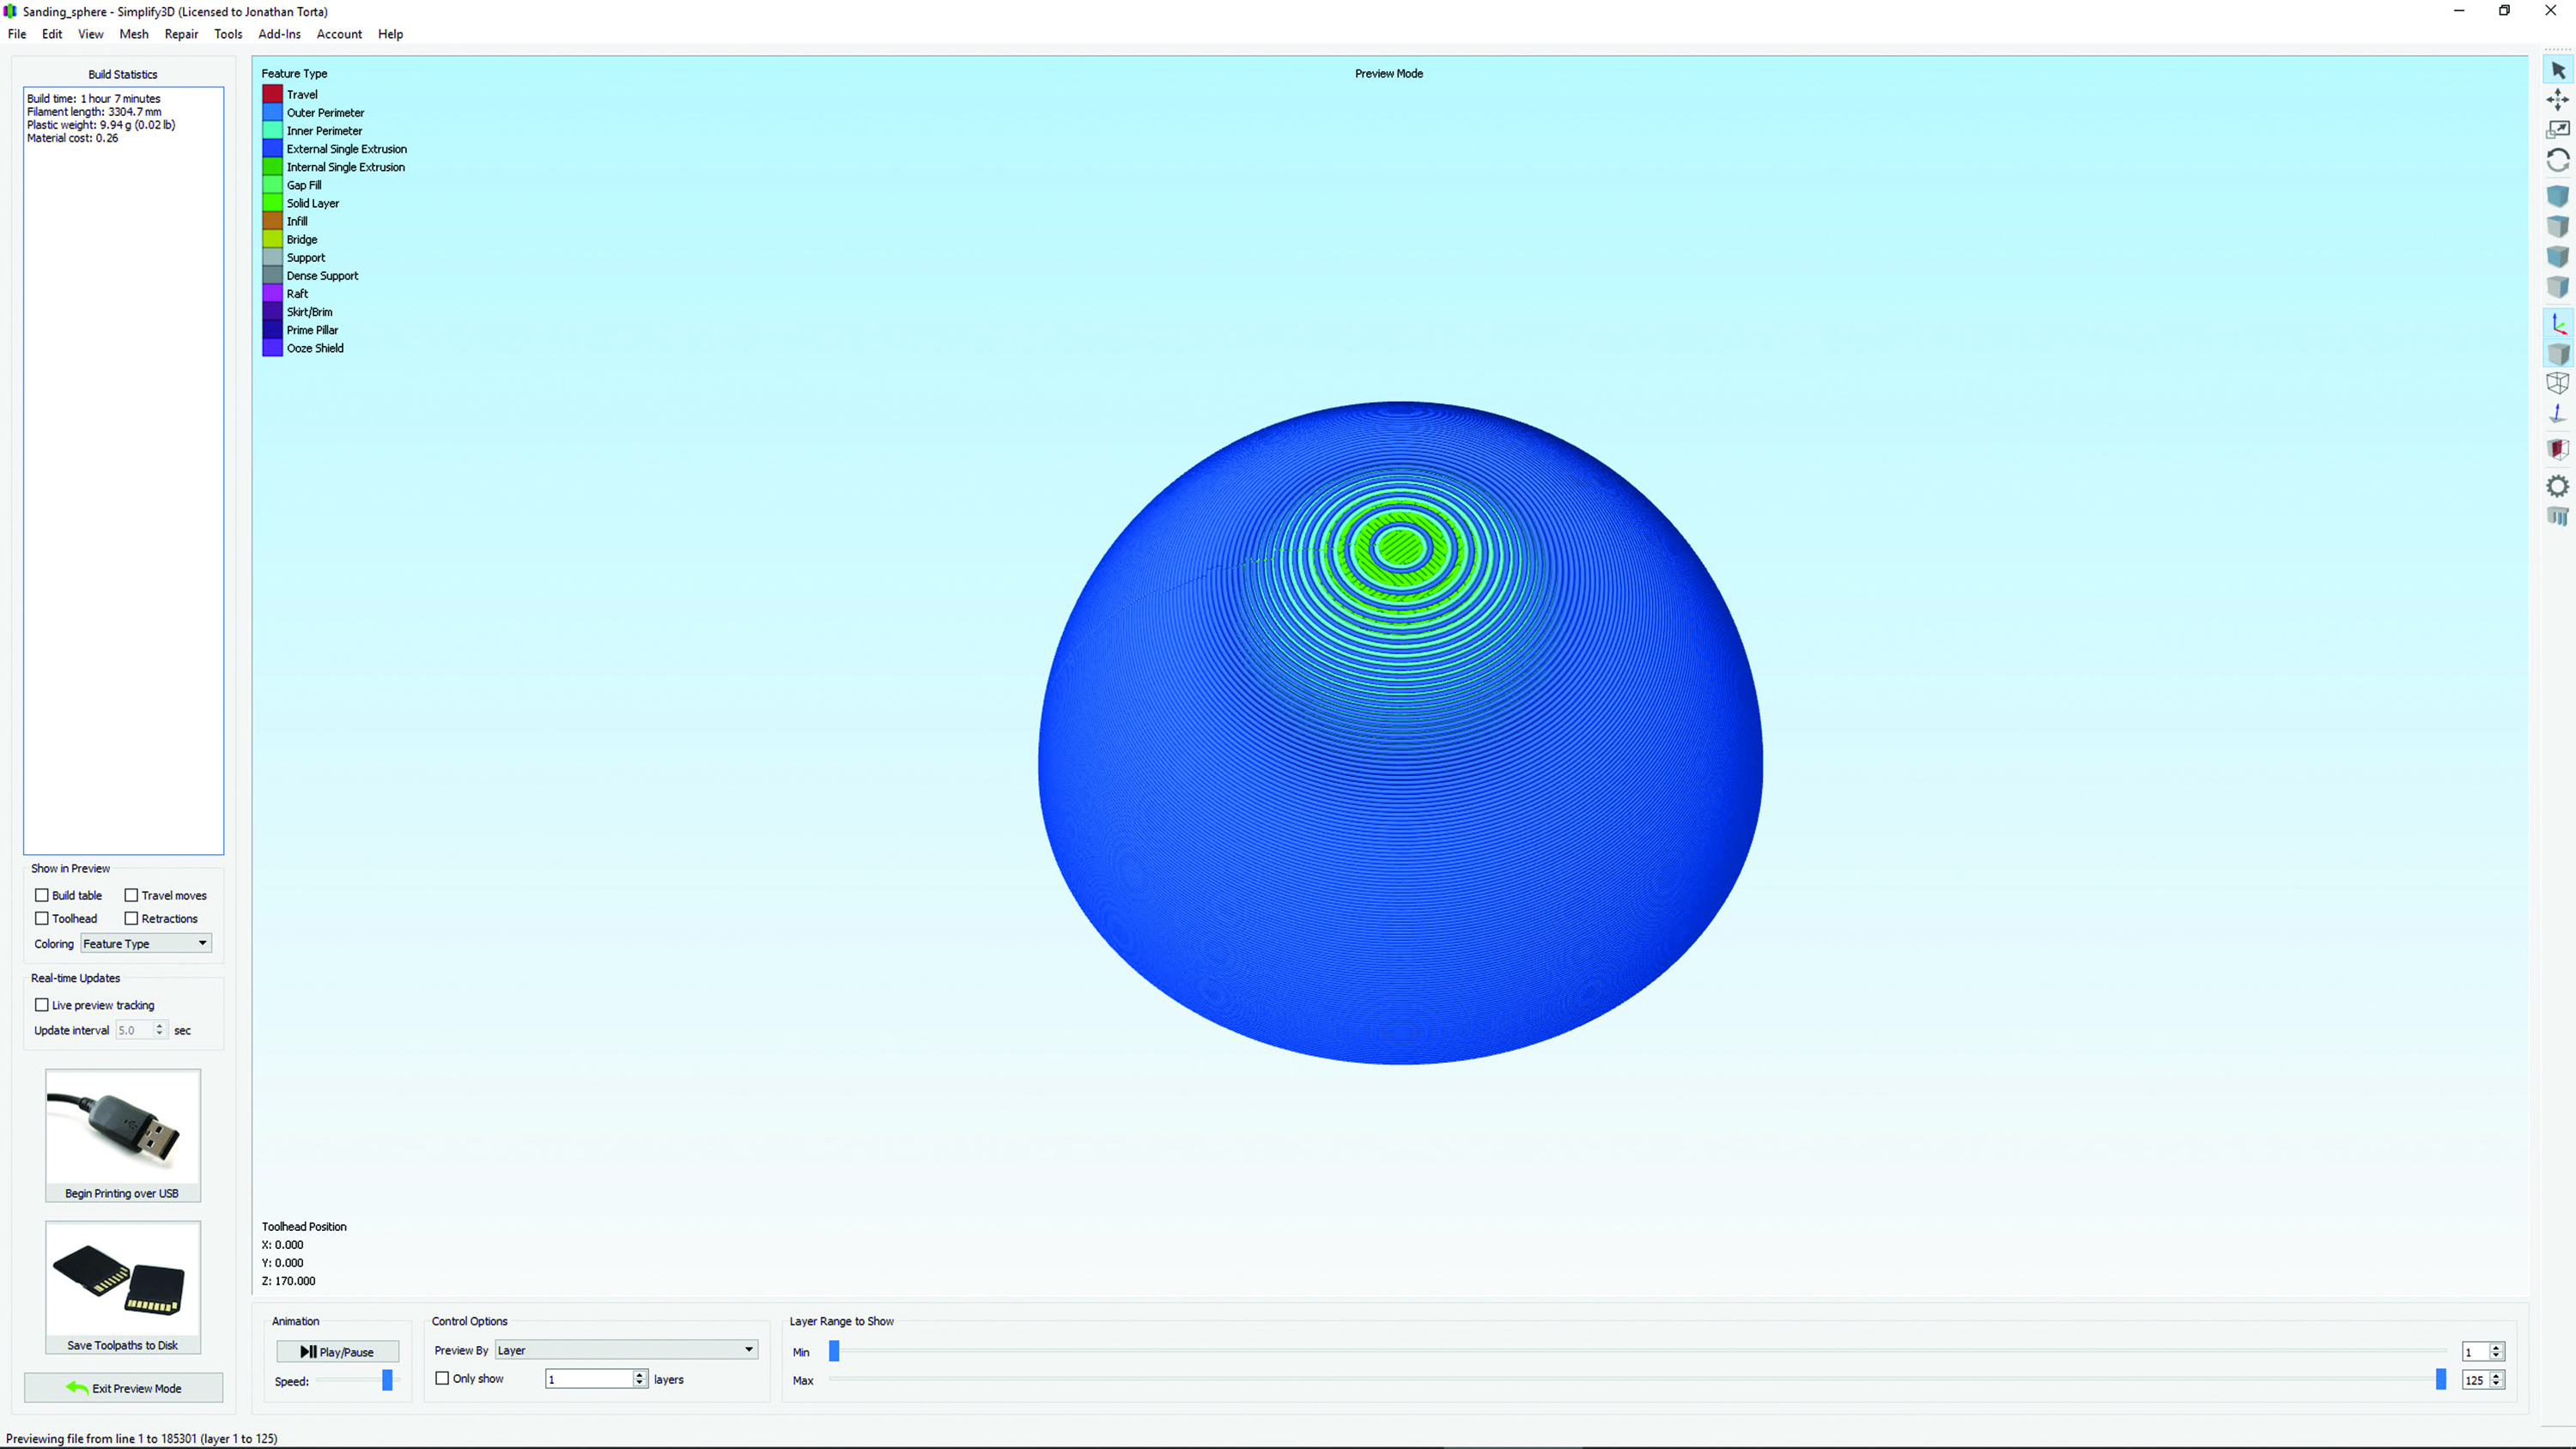 Sanding_sphere - Simplify3D (Licensed to Jonathan Torta)
File Edit View Mesh Repair Tools Add-Ins Account Help
Build Statistics
Build time: 1 hour 7 minutes
Filament length: 3304.7 mm
Plastic weight: 9.94 g (0.02 lb)
Material cost: 0.26
Feature Type
Travel
Outer Perimeter
Inner Perimeter
External Single Extrusion
Internal Single Extrusion
Gap Fill
Solid Layer
Infill
Bridge
Support
Dense Support
Raft
Skirt/Brim
Prime Pillar
Ooze Shield
Preview Mode
Show in Preview
Build table Travel moves
Toolhead Retractions
Coloring Feature Type
Real-time Updates
Live preview tracking
Update interval 5.0 sec
Begin Printing over USB
Save Toolpaths to Disk
Exit Preview Mode
Toolhead Position
X: 0.000
Y: 0.000
Z: 170.000
Animation
Play/Pause
Speed:
Control Options
Preview By Layer
Only show 1 layers
Layer Range to Show
Min 1
Max 125
Previewing file from line 1 to 185301 (layer 1 to 125)